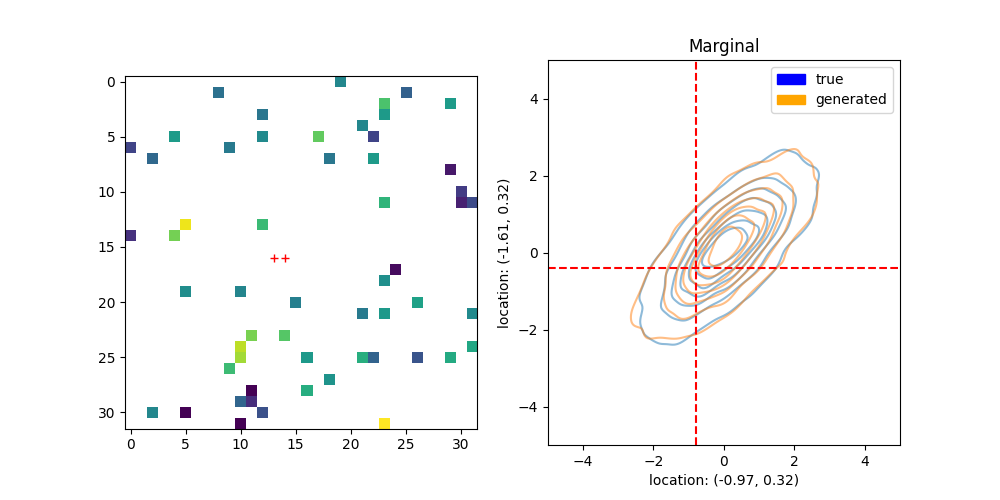 0
5
10
15
20
25
30
0 5 10 15 20 25 30
Marginal
true
generated
location: (-1.61, 0.32)
4
2
0
−2
−4
−4 −2 0 2 4
location: (-0.97, 0.32)